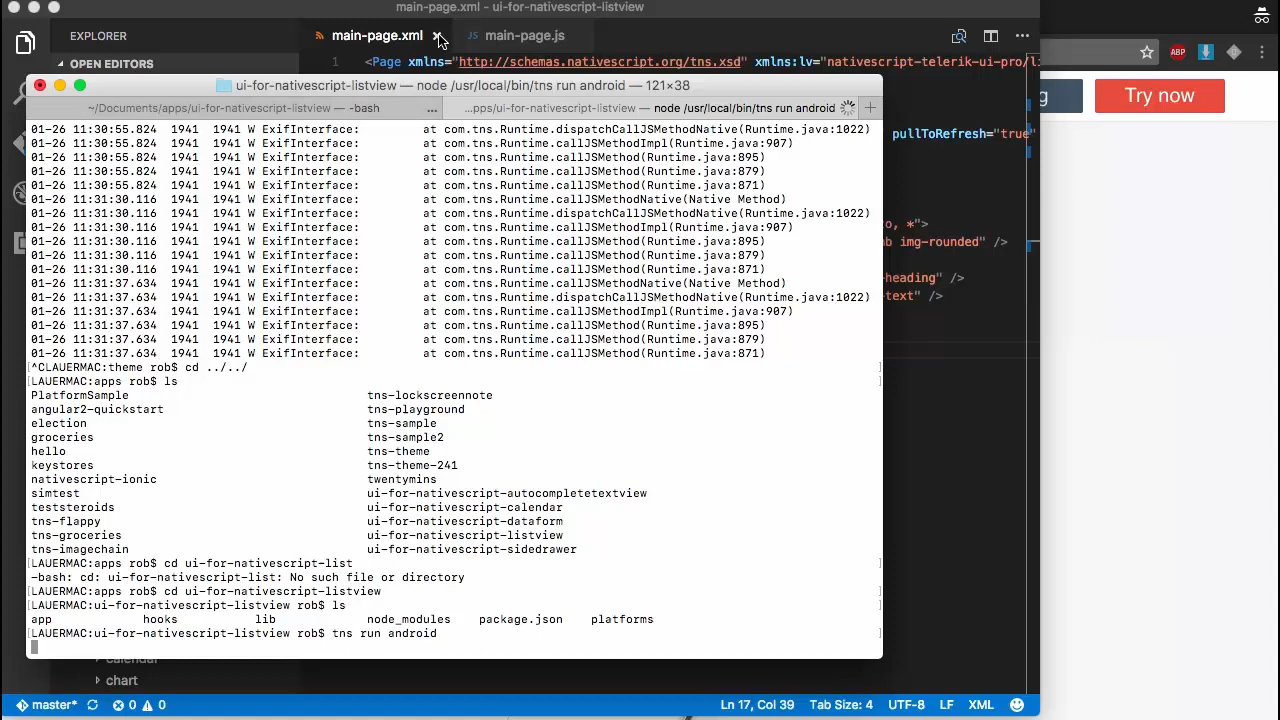 main-page.xml - ui-for-nativescript-listview
EXPLORER
main-page.xml
JS main-page.js
OPEN EDITORS
1 <Page xmlns="http://schemas.nativescript.org/tns.xsd" xmlns:lv="nativescript-telerik-ui-pro/li
ABP
g
Try now
ui-for-nativescript-listview — node /usr/local/bin/tns run android — 121×38
~/Documents/apps/ui-for-nativescript-listview — -bash ...
...ps/ui-for-nativescript-listview — node /usr/local/bin/tns run android
01-26 11:30:55.824 1941 1941 W ExifInterface: at com.tns.Runtime.dispatchCallJSMethodNative(Runtime.java:1022)
01-26 11:30:55.824 1941 1941 W ExifInterface: at com.tns.Runtime.callJSMethodImpl(Runtime.java:907)
pullToRefresh="true"
01-26 11:30:55.824 1941 1941 W ExifInterface: at com.tns.Runtime.callJSMethod(Runtime.java:895)
01-26 11:30:55.824 1941 1941 W ExifInterface: at com.tns.Runtime.callJSMethod(Runtime.java:879)
01-26 11:30:55.824 1941 1941 W ExifInterface: at com.tns.Runtime.callJSMethod(Runtime.java:871)
01-26 11:31:30.116 1941 1941 W ExifInterface: at com.tns.Runtime.callJSMethodNative(Native Method)
01-26 11:31:30.116 1941 1941 W ExifInterface: at com.tns.Runtime.dispatchCallJSMethodNative(Runtime.java:1022)
01-26 11:31:30.116 1941 1941 W ExifInterface: at com.tns.Runtime.callJSMethodImpl(Runtime.java:907)
to, *">
01-26 11:31:30.116 1941 1941 W ExifInterface: at com.tns.Runtime.callJSMethod(Runtime.java:895)
mb img-rounded" />
01-26 11:31:30.116 1941 1941 W ExifInterface: at com.tns.Runtime.callJSMethod(Runtime.java:879)
01-26 11:31:30.116 1941 1941 W ExifInterface: at com.tns.Runtime.callJSMethod(Runtime.java:871)
-heading" />
01-26 11:31:37.634 1941 1941 W ExifInterface: at com.tns.Runtime.callJSMethodNative(Native Method)
01-26 11:31:37.634 1941 1941 W ExifInterface: at com.tns.Runtime.dispatchCallJSMethodNative(Runtime.java:1022)
-text" />
01-26 11:31:37.634 1941 1941 W ExifInterface: at com.tns.Runtime.callJSMethodImpl(Runtime.java:907)
01-26 11:31:37.634 1941 1941 W ExifInterface: at com.tns.Runtime.callJSMethod(Runtime.java:895)
01-26 11:31:37.634 1941 1941 W ExifInterface: at com.tns.Runtime.callJSMethod(Runtime.java:879)
01-26 11:31:37.634 1941 1941 W ExifInterface: at com.tns.Runtime.callJSMethod(Runtime.java:871)
[^CLAUERMAC:theme rob$ cd ../../ ]
[LAUERMAC:apps rob$ ls ]
PlatformSample tns-lockscreennote
angular2-quickstart tns-playground
election tns-sample
groceries tns-sample2
hello tns-theme
keystores tns-theme-241
nativescript-ionic twentymins
simtest ui-for-nativescript-autocompletetextview
teststeroids ui-for-nativescript-calendar
tns-flappy ui-for-nativescript-dataform
tns-groceries ui-for-nativescript-listview
tns-imagechain ui-for-nativescript-sidedrawer
[LAUERMAC:apps rob$ cd ui-for-nativescript-list ]
-bash: cd: ui-for-nativescript-list: No such file or directory
[LAUERMAC:apps rob$ cd ui-for-nativescript-listview ]
[LAUERMAC:ui-for-nativescript-listview rob$ ls ]
app hooks lib node_modules package.json platforms
[LAUERMAC:ui-for-nativescript-listview rob$ tns run android ]
calendar
chart
master* 0 0 Ln 17, Col 39 Tab Size: 4 UTF-8 LF XML